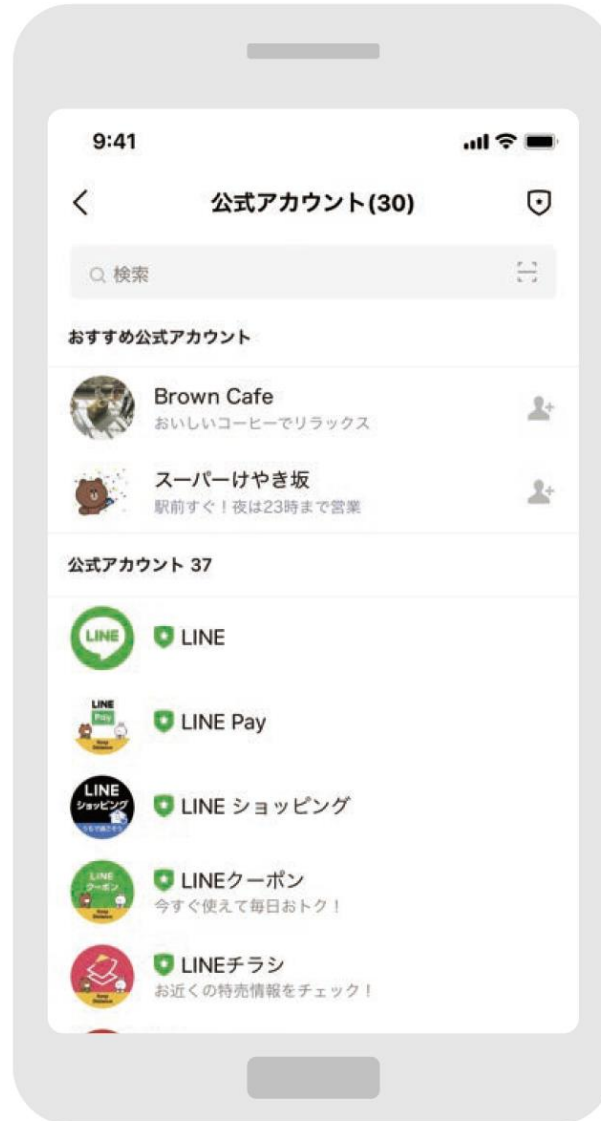 9:41
公式アカウント(30)
検索
おすすめ公式アカウント
Brown Cafe
おいしいコーヒーでリラックス
スーパーけやき坂
駅前すぐ！夜は23時まで営業
公式アカウント 37
LINE
LINE
LINE
Pay
LINE Pay
LINE
ショッピング
LINE ショッピング
LINE
クーポン
LINEクーポン
今すぐ使えて毎日おトク！
LINEチラシ
お近くの特売情報をチェック！